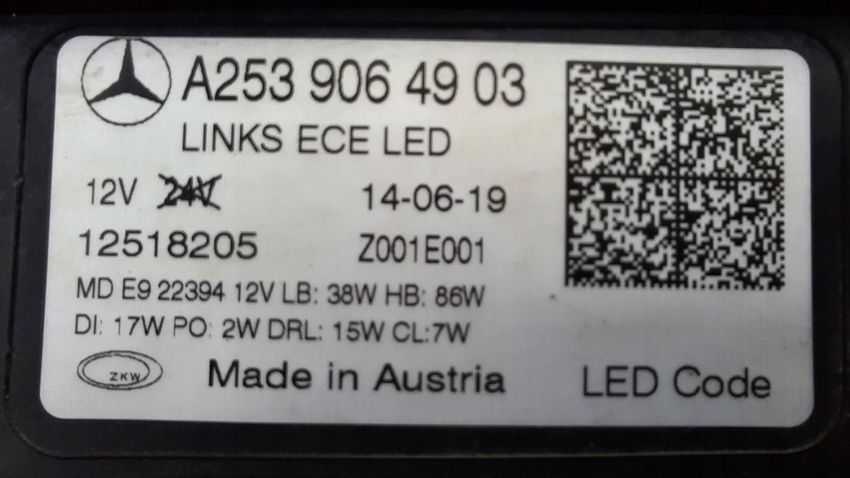 A253 906 49 03
LINKS ECE LED
12V 24V 14-06-19
12518205 Z001E001
MD E9 22394 12V LB: 38W HB: 86W
DI: 17W PO: 2W DRL: 15W CL:7W
ZKW Made in Austria LED Code